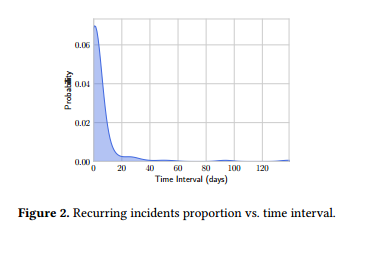 0.06
0.04
0.02
0.00
Probability
0 20 40 60 80 100 120
Time Interval (days)
Figure 2. Recurring incidents proportion vs. time interval.